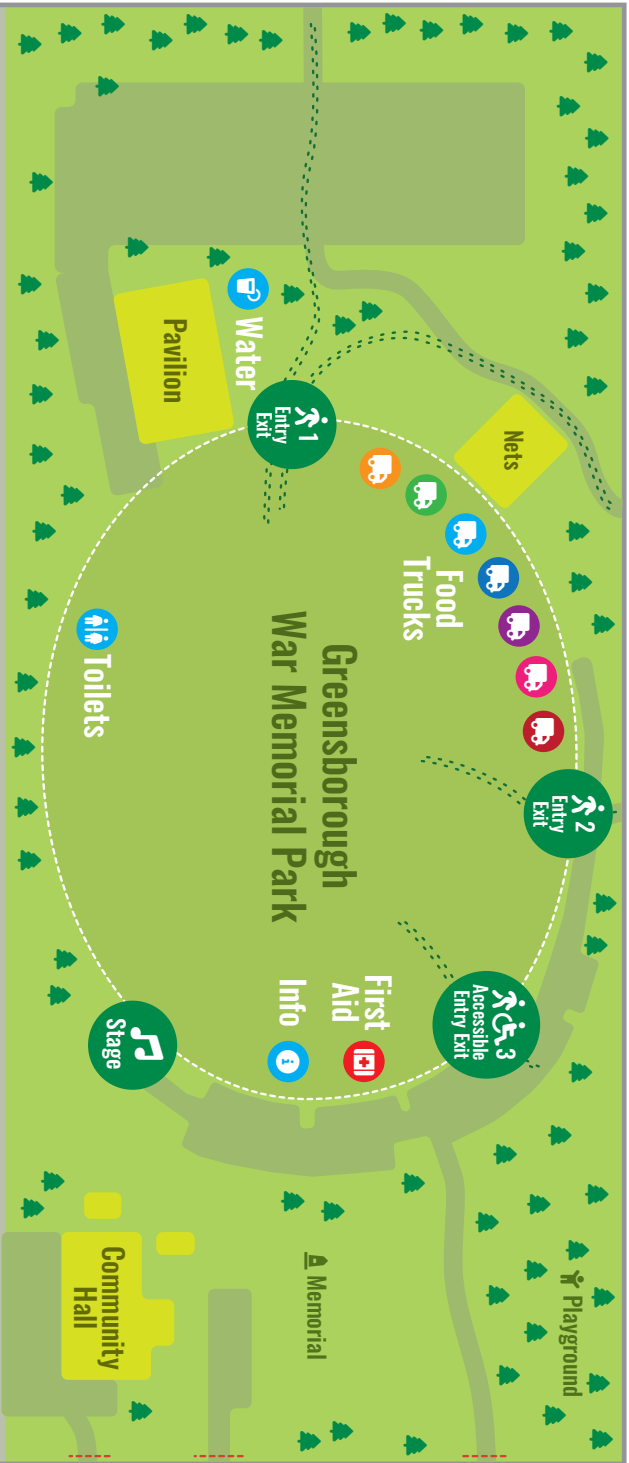 Playground
2
Entry
Exit
3
Accessible
Entry Exit
Nets
Food
Trucks
First
Aid
Info
Greensborough
War Memorial Park
Memorial
1
Entry
Exit
Water
Pavilion
Toilets
Stage
Community
Hall